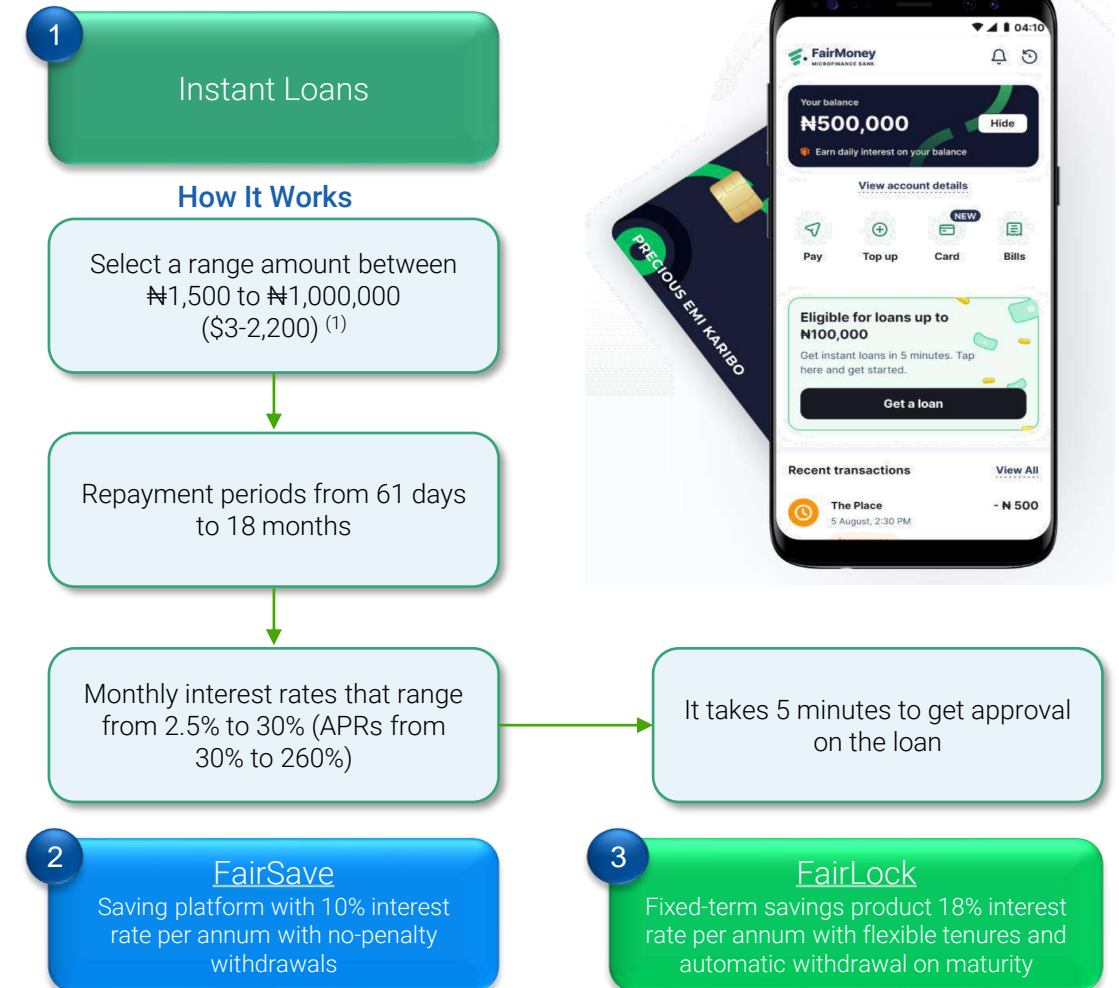 1
Instant Loans
How It Works
Select a range amount between
₦1,500 to ₦1,000,000
($3-2,200) (1)
Repayment periods from 61 days
to 18 months
Monthly interest rates that range
from 2.5% to 30% (APRs from
30% to 260%)
It takes 5 minutes to get approval
on the loan
2
FairSave
Saving platform with 10% interest
rate per annum with no-penalty
withdrawals
3
FairLock
Fixed-term savings product 18% interest
rate per annum with flexible tenures and
automatic withdrawal on maturity
PRECIOUS EMI KARIBO
04:10
FairMoney
MICROFINANCE BANK
Your balance
₦500,000
Hide
Earn daily interest on your balance
View account details
NEW
Pay Top up Card Bills
Eligible for loans up to
₦100,000
Get instant loans in 5 minutes. Tap
here and get started.
Get a loan
Recent transactions View All
The Place - ₦ 500
5 August, 2:30 PM